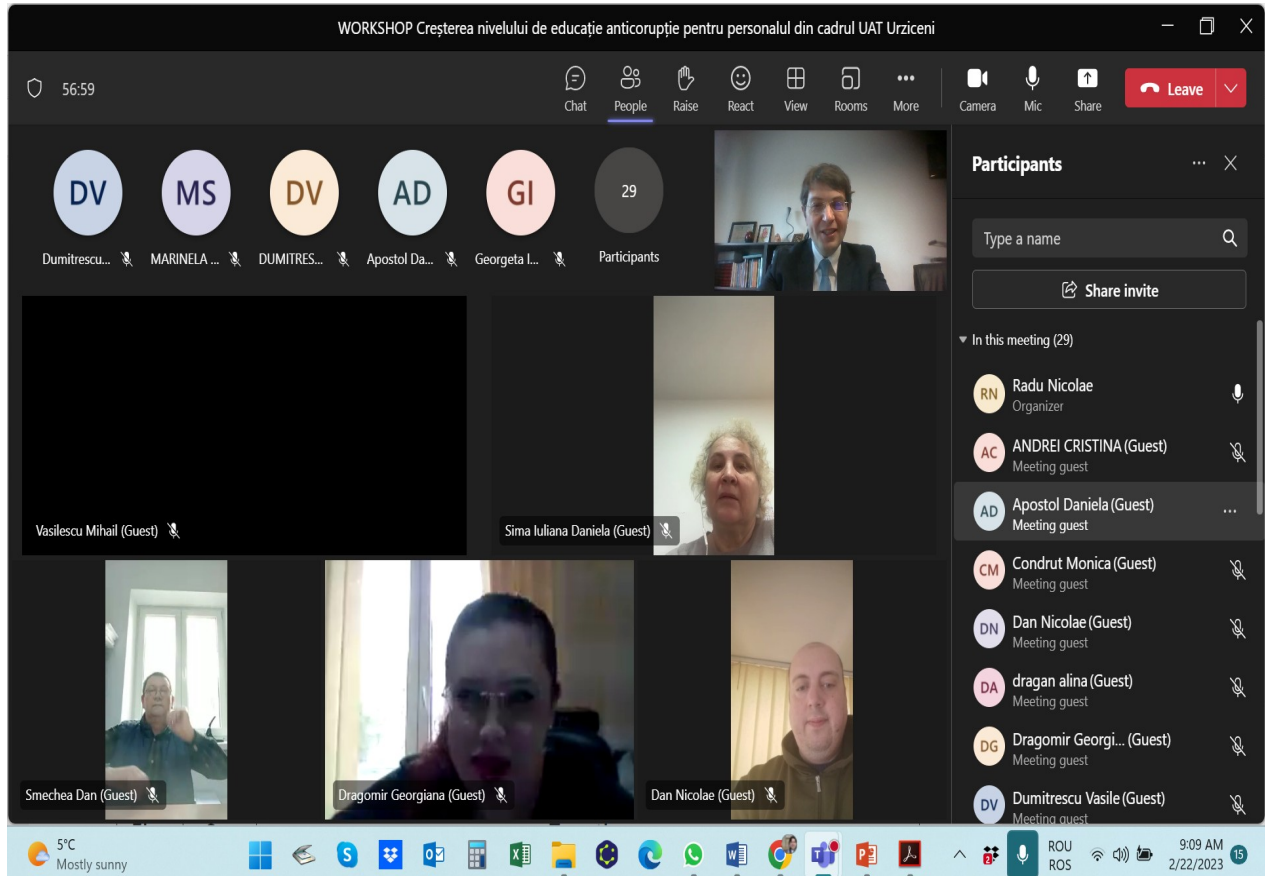 WORKSHOP Creșterea nivelului de educație anticorupție pentru personalul din cadrul UAT Urziceni
56:59
Chat
People
Raise
React
View
Rooms
More
Camera
Mic
Share
Leave
DV
MS
DV
AD
GI
29
Dumitrescu...
MARINELA ...
DUMITRES...
Apostol Da...
Georgeta I...
Participants
Vasilescu Mihail (Guest)
Sima Iuliana Daniela (Guest)
Smechea Dan (Guest)
Dragomir Georgiana (Guest)
Dan Nicolae (Guest)
Participants
Type a name
Share invite
In this meeting (29)
RN
Radu Nicolae
Organizer
AC
ANDREI CRISTINA (Guest)
Meeting guest
AD
Apostol Daniela (Guest)
Meeting guest
CM
Condrut Monica (Guest)
Meeting guest
DN
Dan Nicolae (Guest)
Meeting guest
DA
dragan alina (Guest)
Meeting guest
DG
Dragomir Georgi... (Guest)
Meeting guest
DV
Dumitrescu Vasile (Guest)
Meeting guest
5°C
Mostly sunny
ROU
ROS
9:09 AM
2/22/2023
15